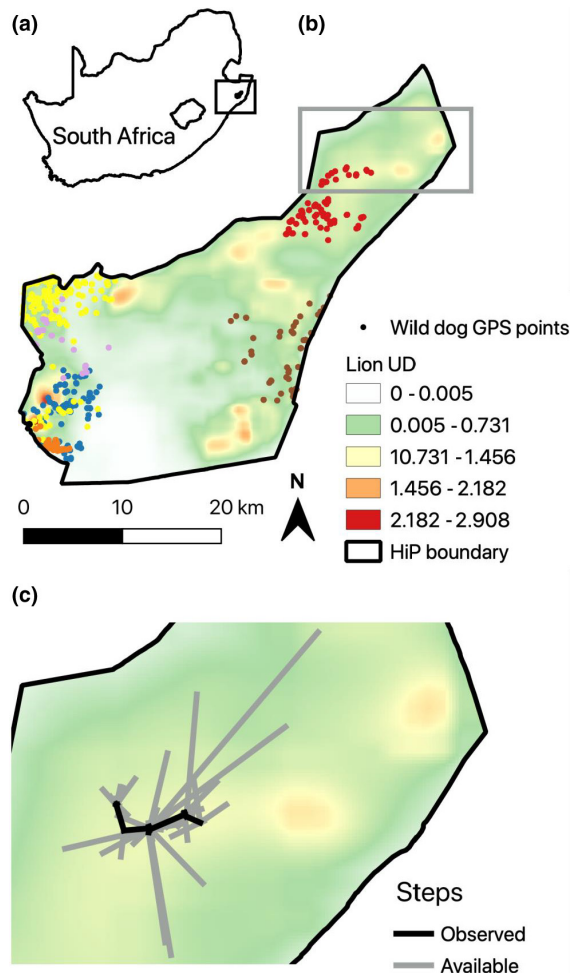 (a)
(b)
South Africa
Wild dog GPS points
Lion UD
0 - 0.005
0.005 - 0.731
10.731 - 1.456
1.456 - 2.182
2.182 - 2.908
HiP boundary
N
0 10 20 km
(c)
Steps
Observed
Available